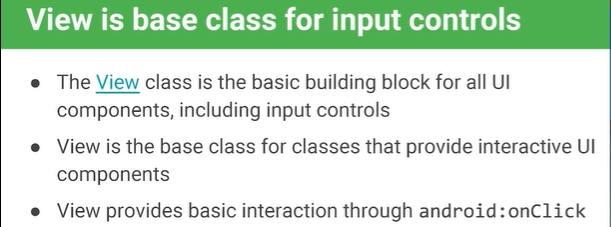 View is base class for input controls
● The View class is the basic building block for all UI
components, including input controls
● View is the base class for classes that provide interactive UI
components
● View provides basic interaction through android:onClick